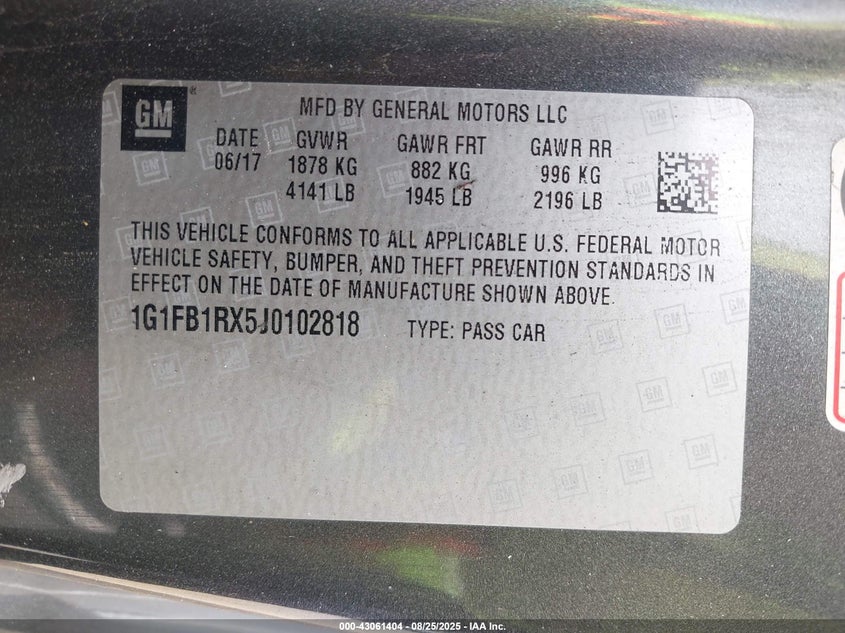 GM
MFD BY GENERAL MOTORS LLC
DATE GVWR GAWR FRT GAWR RR
06/17 1878 KG 882 KG 996 KG
4141 LB 1945 LB 2196 LB
THIS VEHICLE CONFORMS TO ALL APPLICABLE U.S. FEDERAL MOTOR
VEHICLE SAFETY, BUMPER, AND THEFT PREVENTION STANDARDS IN
EFFECT ON THE DATE OF MANUFACTURE SHOWN ABOVE.
1G1FB1RX5J0102818 TYPE: PASS CAR
000-43061404 - 08/25/2025 - IAA Inc.